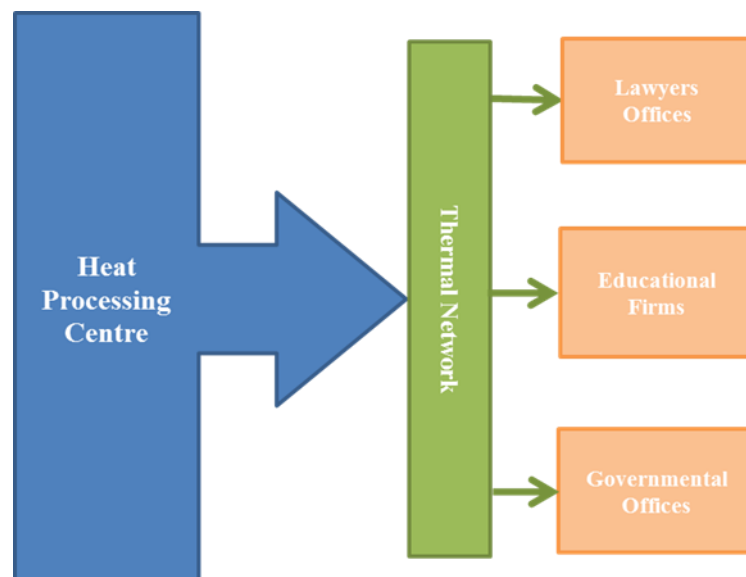 Heat
Processing
Centre
Thermal Network
Lawyers
Offices
Educational
Firms
Governmental
Offices